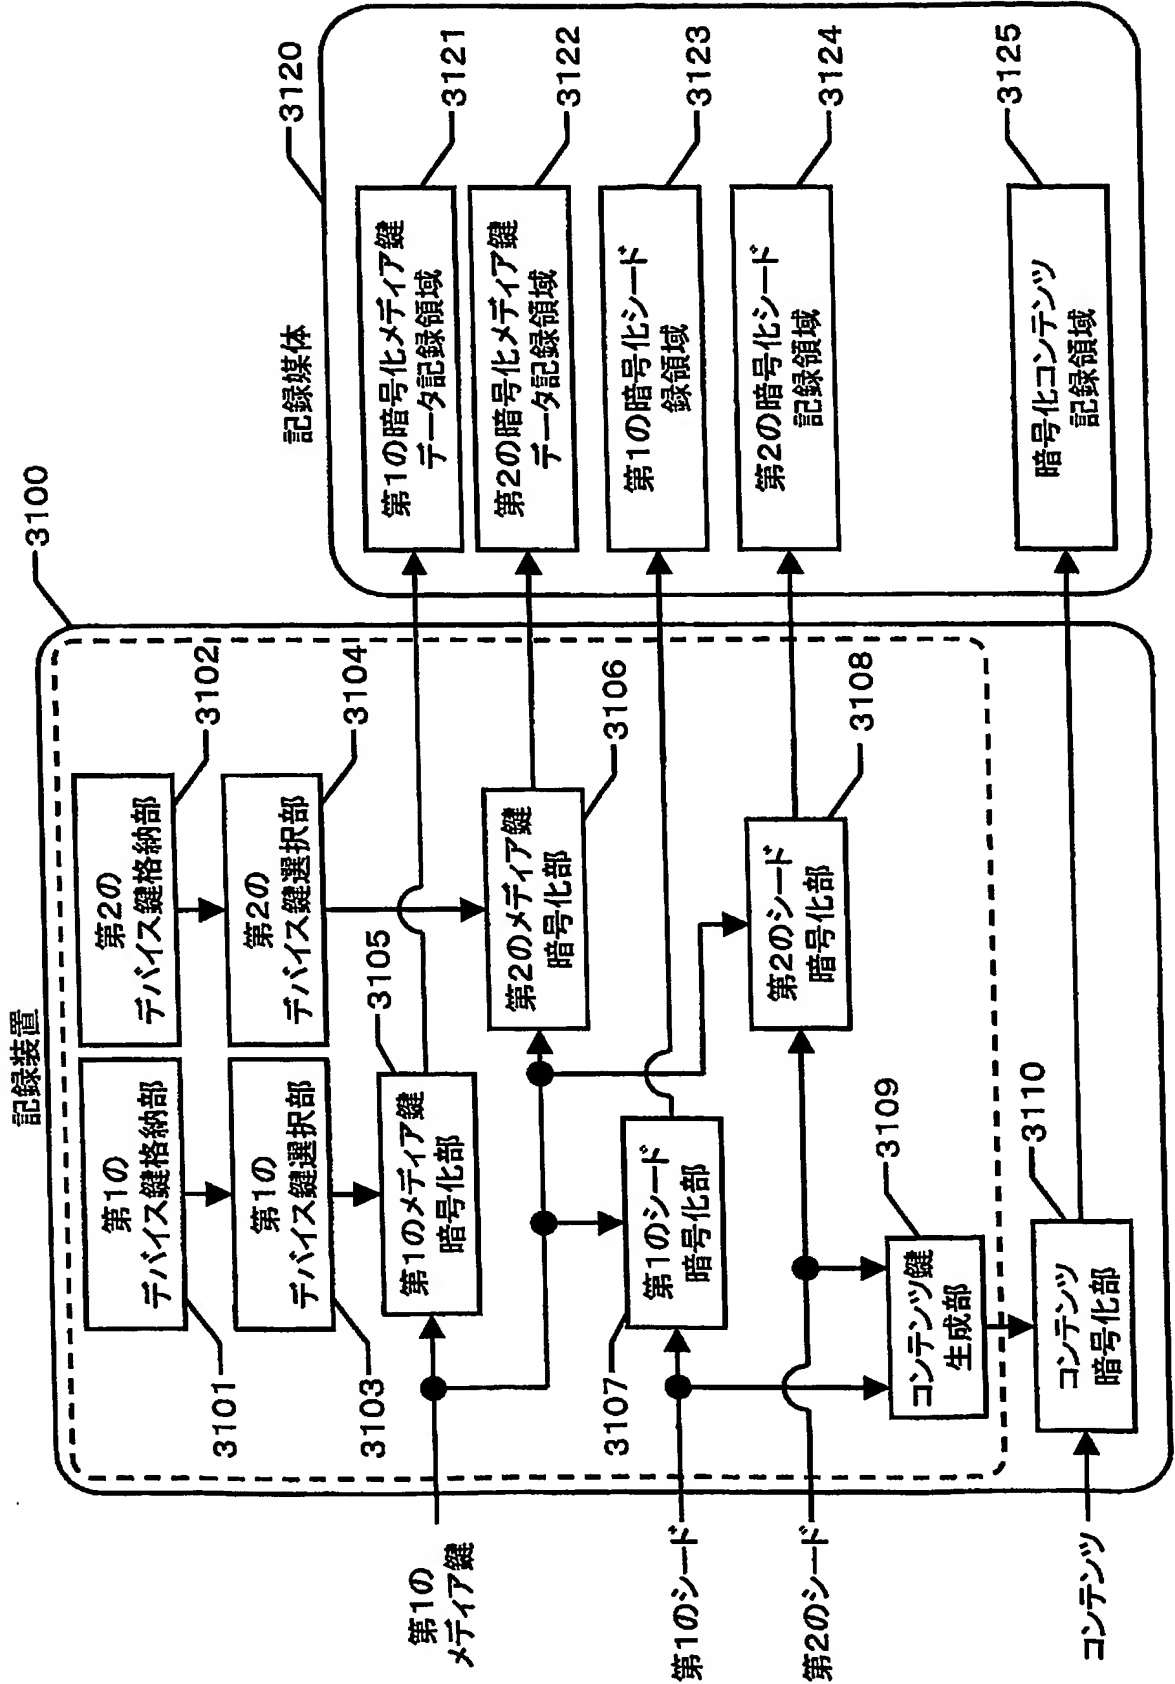 記録装置
3100
第1の
デバイス鍵格納部
3101
第2の
デバイス鍵格納部
3102
第1の
デバイス鍵選択部
3103
第2の
デバイス鍵選択部
3104
第1のメディア鍵
暗号化部
3105
第2のメディア鍵
暗号化部
3106
第1のシード
暗号化部
3107
第2のシード
暗号化部
3108
コンテンツ鍵
生成部
3109
コンテンツ
暗号化部
3110
第1の
メディア鍵
第1のシード
第2のシード
コンテンツ
記録媒体
3120
第1の暗号化メディア鍵
データ記録領域
3121
第2の暗号化メディア鍵
データ記録領域
3122
第1の暗号化シード
録領域
3123
第2の暗号化シード
記録領域
3124
暗号化コンテンツ
記録領域
3125